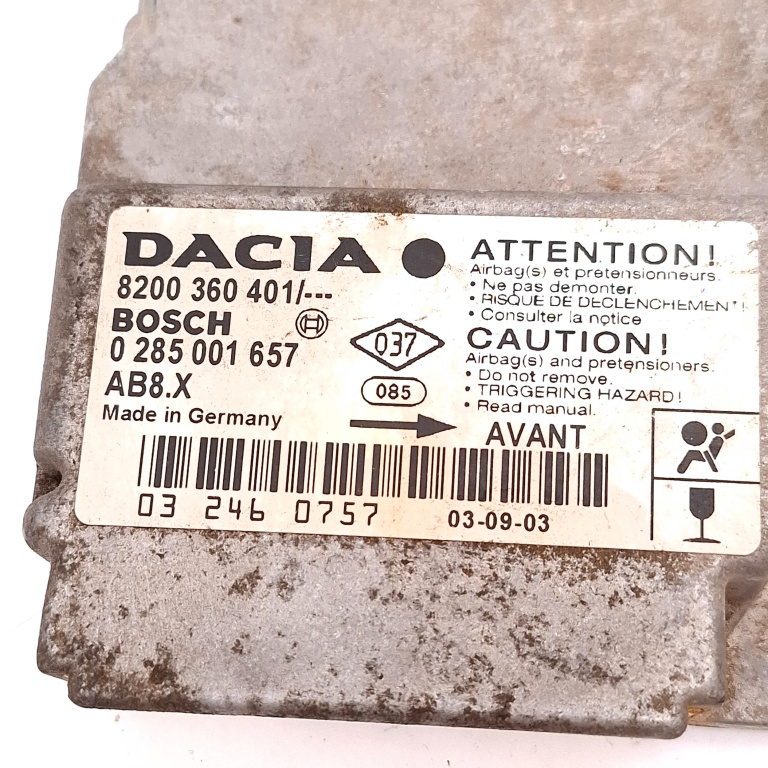 DACIA
8200 360 401/---
BOSCH
0 285 001 657
AB8.X
Made in Germany
037
085
ATTENTION!
Airbag(s) et pretensionneurs.
• Ne pas demonter.
• RISQUE DE DECLENCHEMENT!
• Consulter la notice
CAUTION!
Airbag(s) and pretensioners.
• Do not remove.
• TRIGGERING HAZARD!
• Read manual.
AVANT
03 246 0757
03-09-03